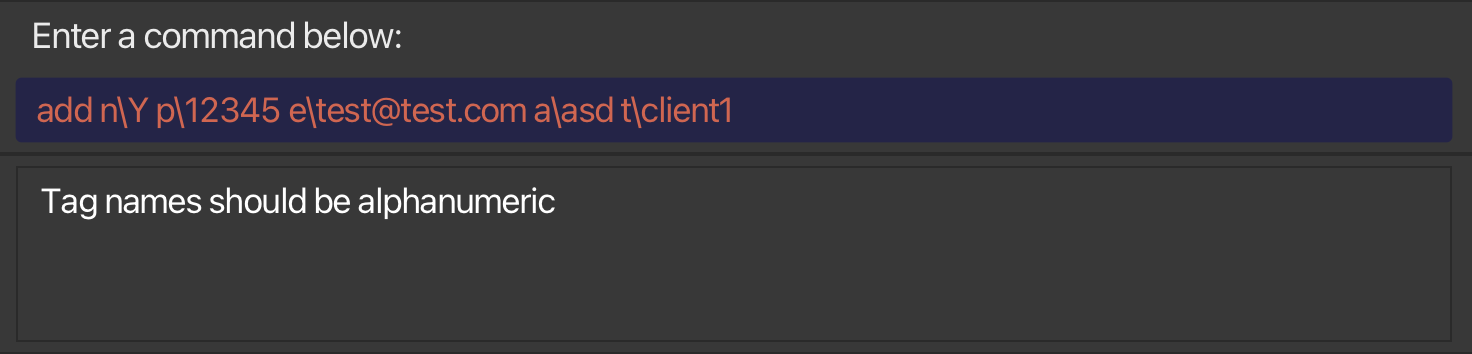 Enter a command below:
add n\Y p\12345 e\test@test.com a\asd t\client1
Tag names should be alphanumeric